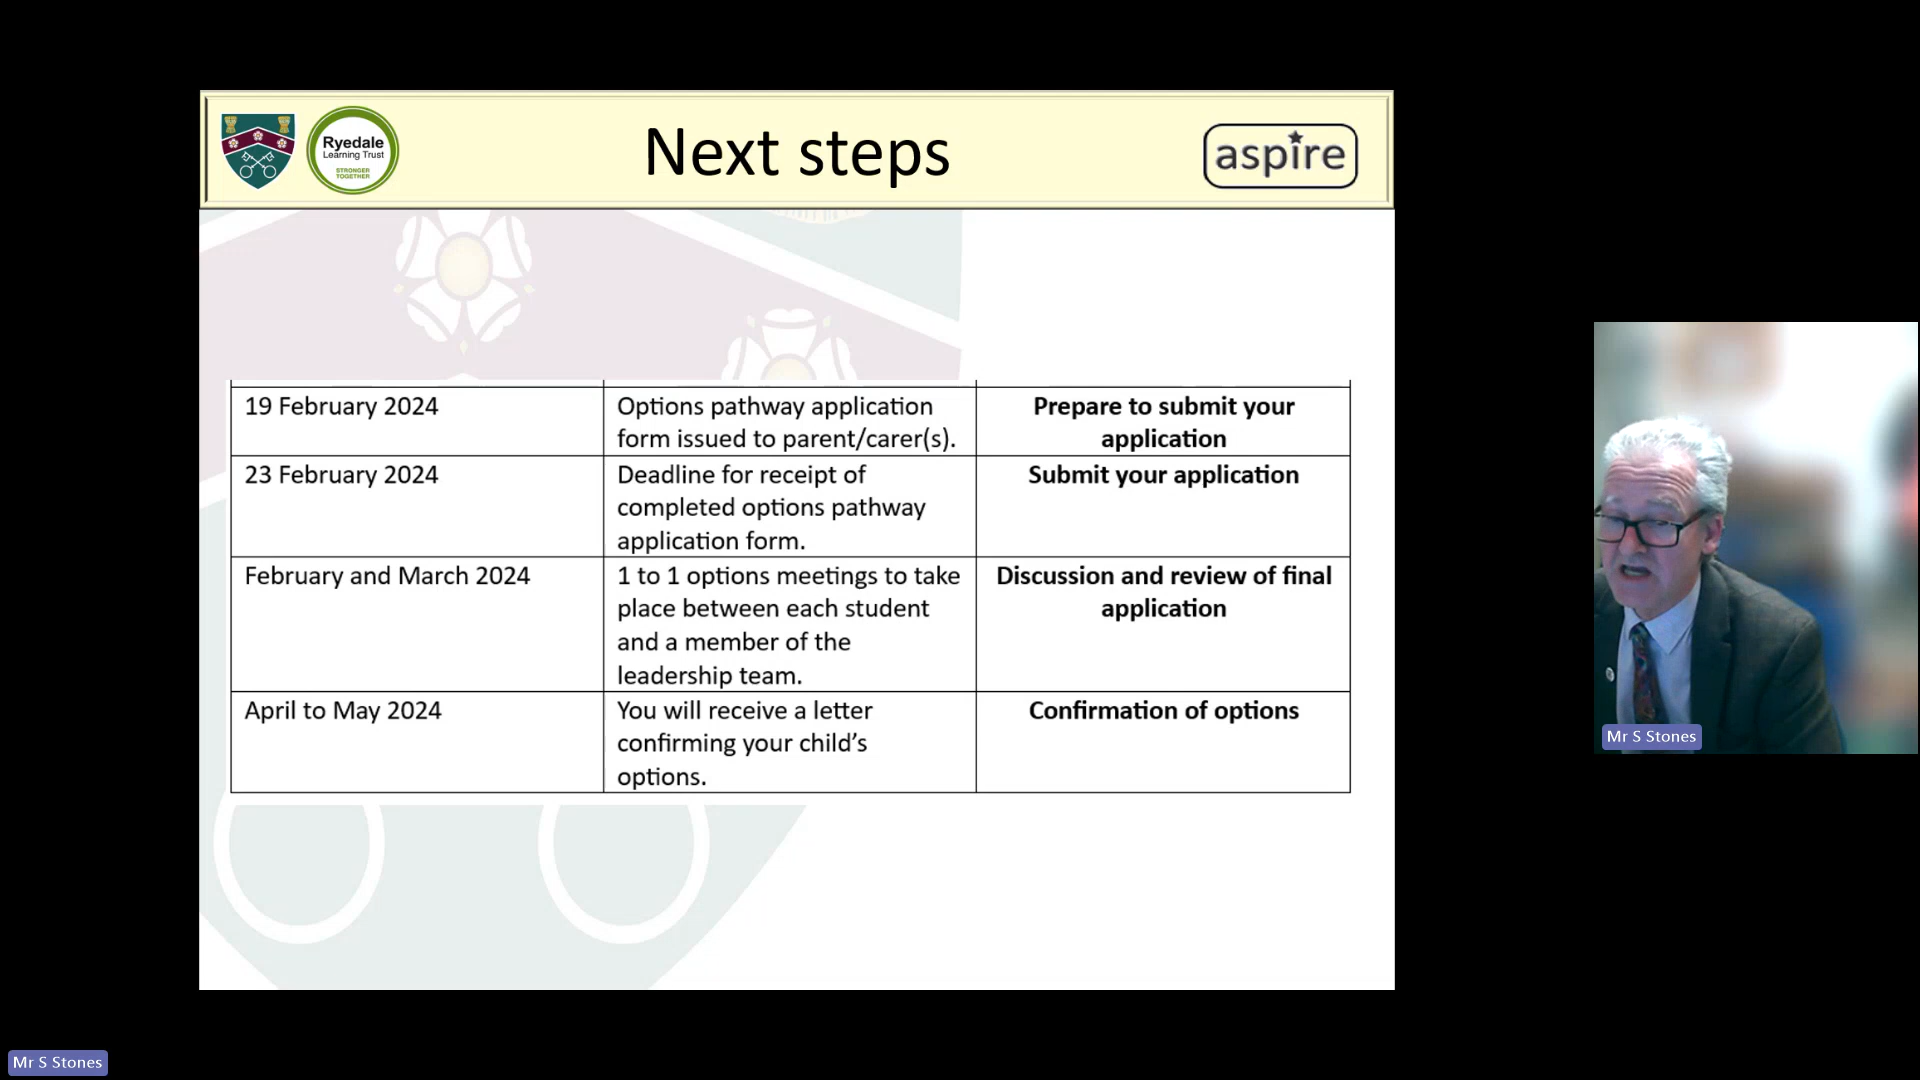 Ryedale
Learning Trust
STRONGER
TOGETHER
Next steps
aspire
19 February 2024
Options pathway application
form issued to parent/carer(s).
Prepare to submit your
application
23 February 2024
Deadline for receipt of
completed options pathway
application form.
Submit your application
February and March 2024
1 to 1 options meetings to take
place between each student
and a member of the
leadership team.
Discussion and review of final
application
April to May 2024
You will receive a letter
confirming your child’s
options.
Confirmation of options
Mr S Stones
Mr S Stones